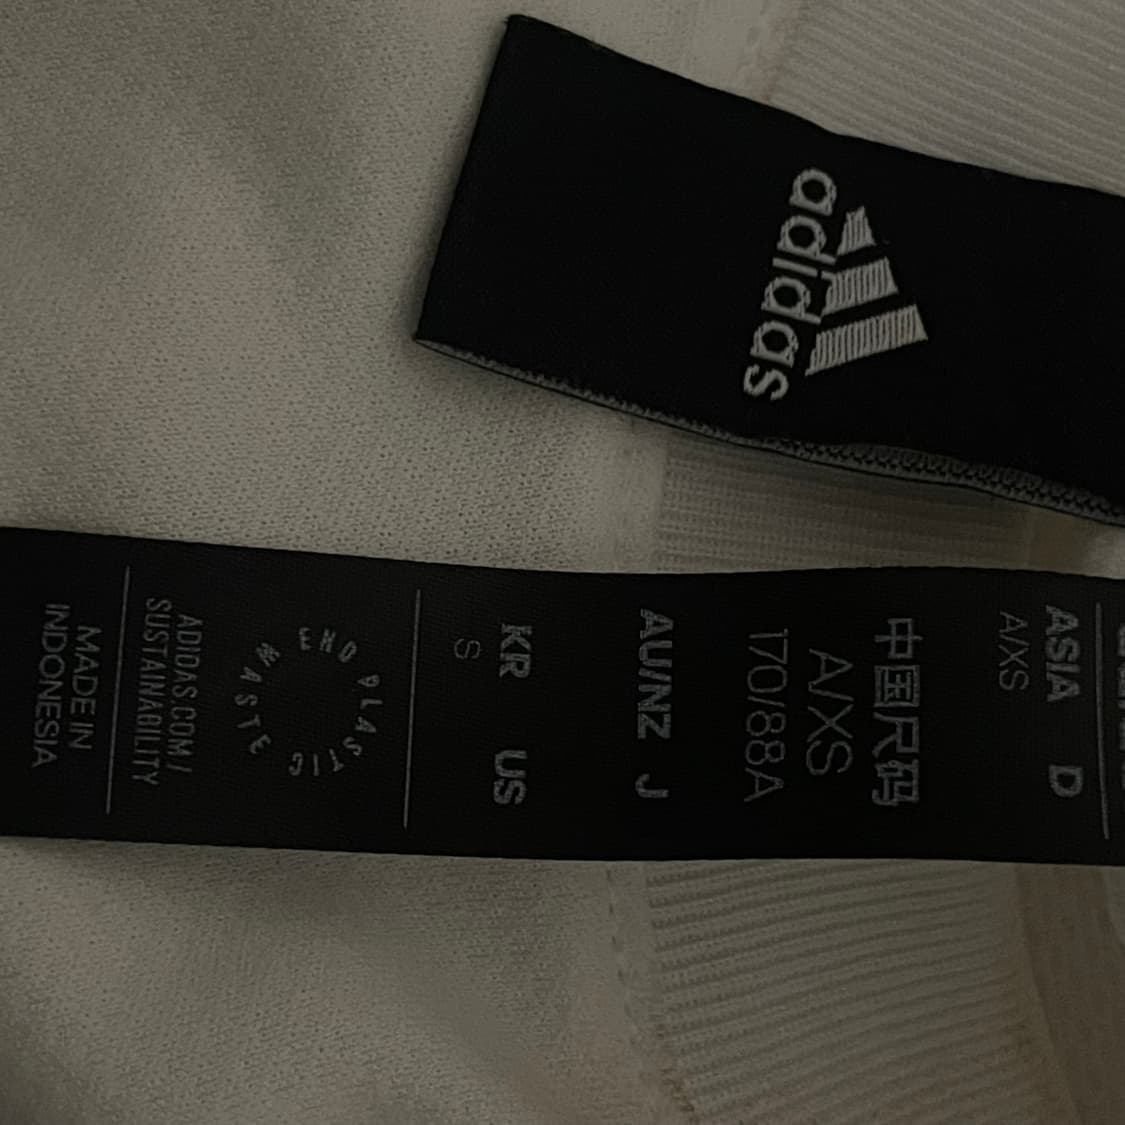 adidas
ASIA D
A/XS
中国尺码
A/XS
170/88A
AU/NZ J
KR US
S
END PLASTIC WASTE
ADIDAS.COM/
SUSTAINABILITY
MADE IN
INDONESIA